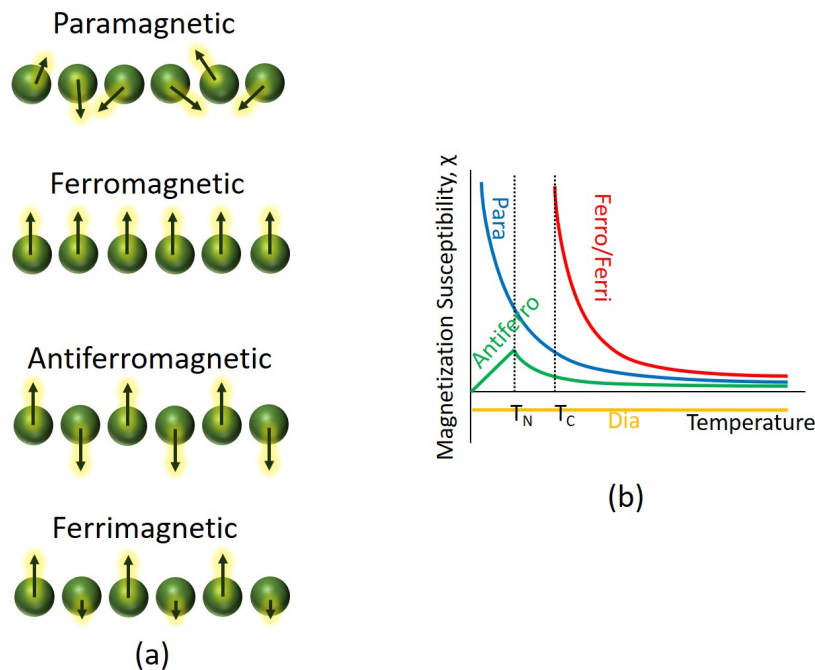 Paramagnetic
Ferromagnetic
Antiferromagnetic
Ferrimagnetic
(a)
Magnetization Susceptibility, χ
Para
Ferro/Ferri
Antiferro
T_N
T_C
Dia
Temperature
(b)